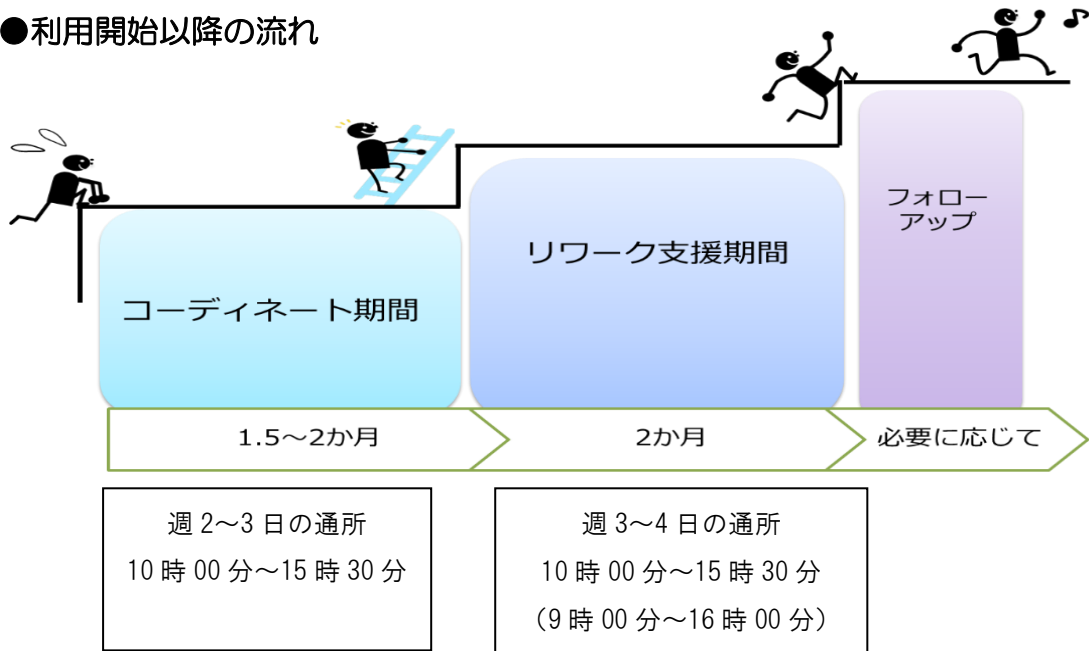 ●利用開始以降の流れ
フォロー
アップ
リワーク支援期間
コーディネート期間
1.5～2か月
2か月
必要に応じて
週2～3日の通所
10時00分～15時30分
週3～4日の通所
10時00分～15時30分
（9時00分～16時00分）